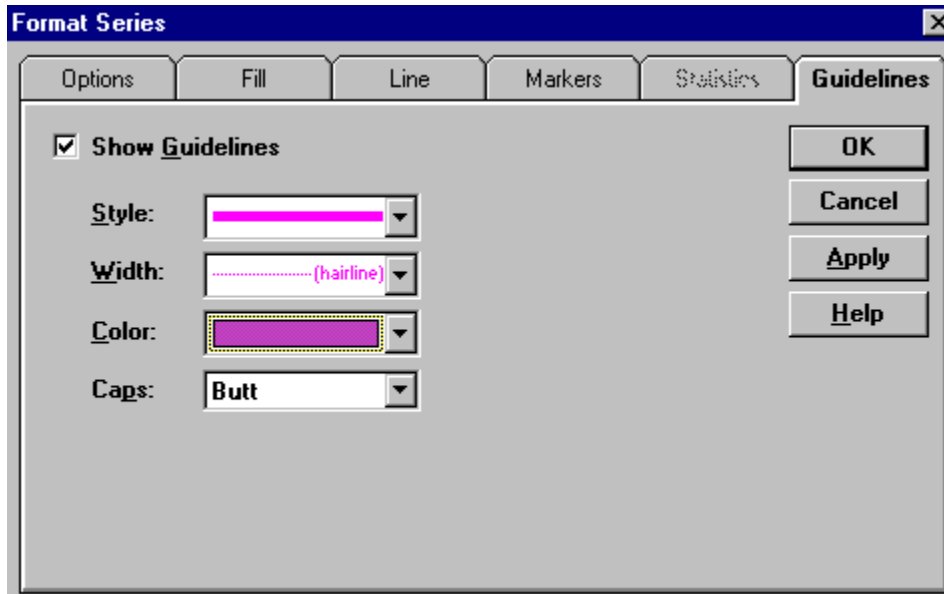 Format Series
Options Fill Line Markers Statistics Guidelines
Show Guidelines
OK
Style:
Cancel
Width: (hairline)
Apply
Color:
Help
Caps: Butt